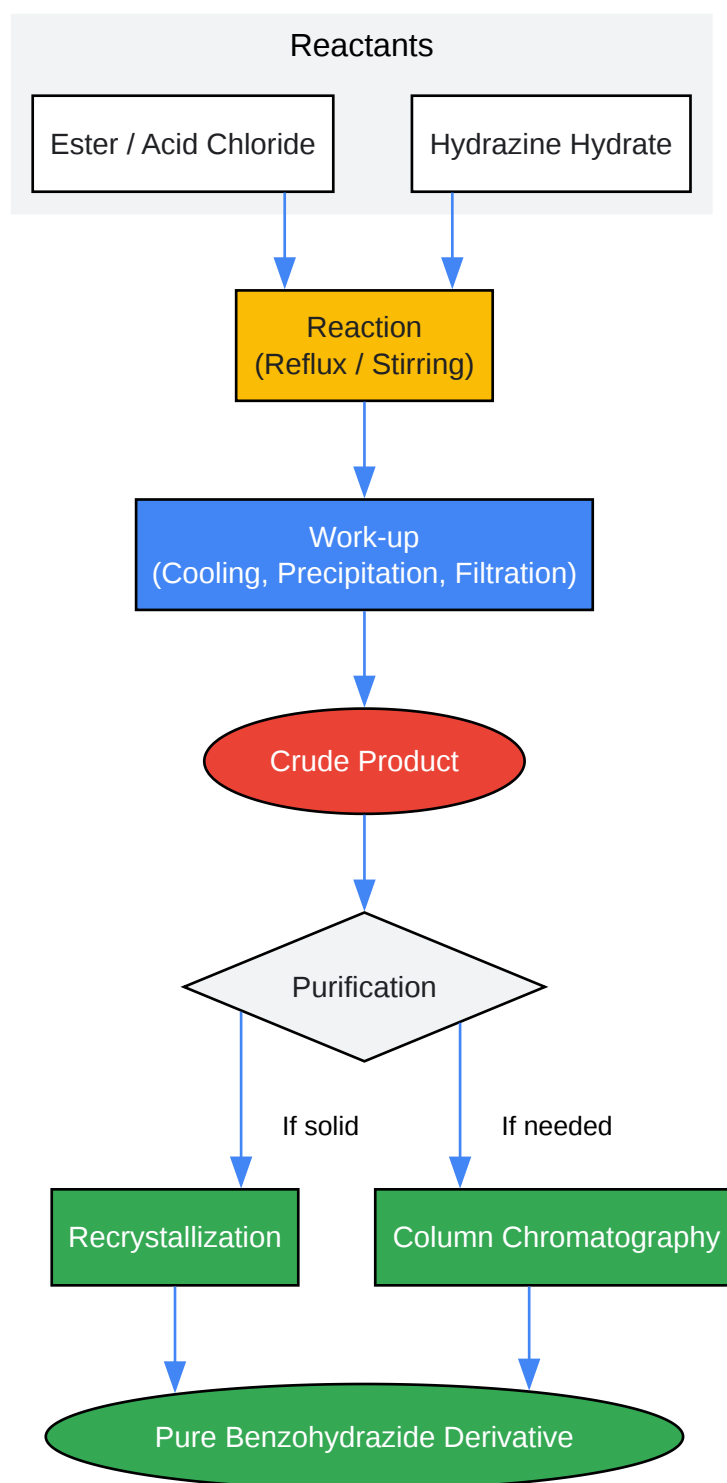 Reactants
Ester / Acid Chloride
Hydrazine Hydrate
Reaction
(Reflux / Stirring)
Work-up
(Cooling, Precipitation, Filtration)
Crude Product
Purification
If solid
If needed
Recrystallization
Column Chromatography
Pure Benzohydrazide Derivative